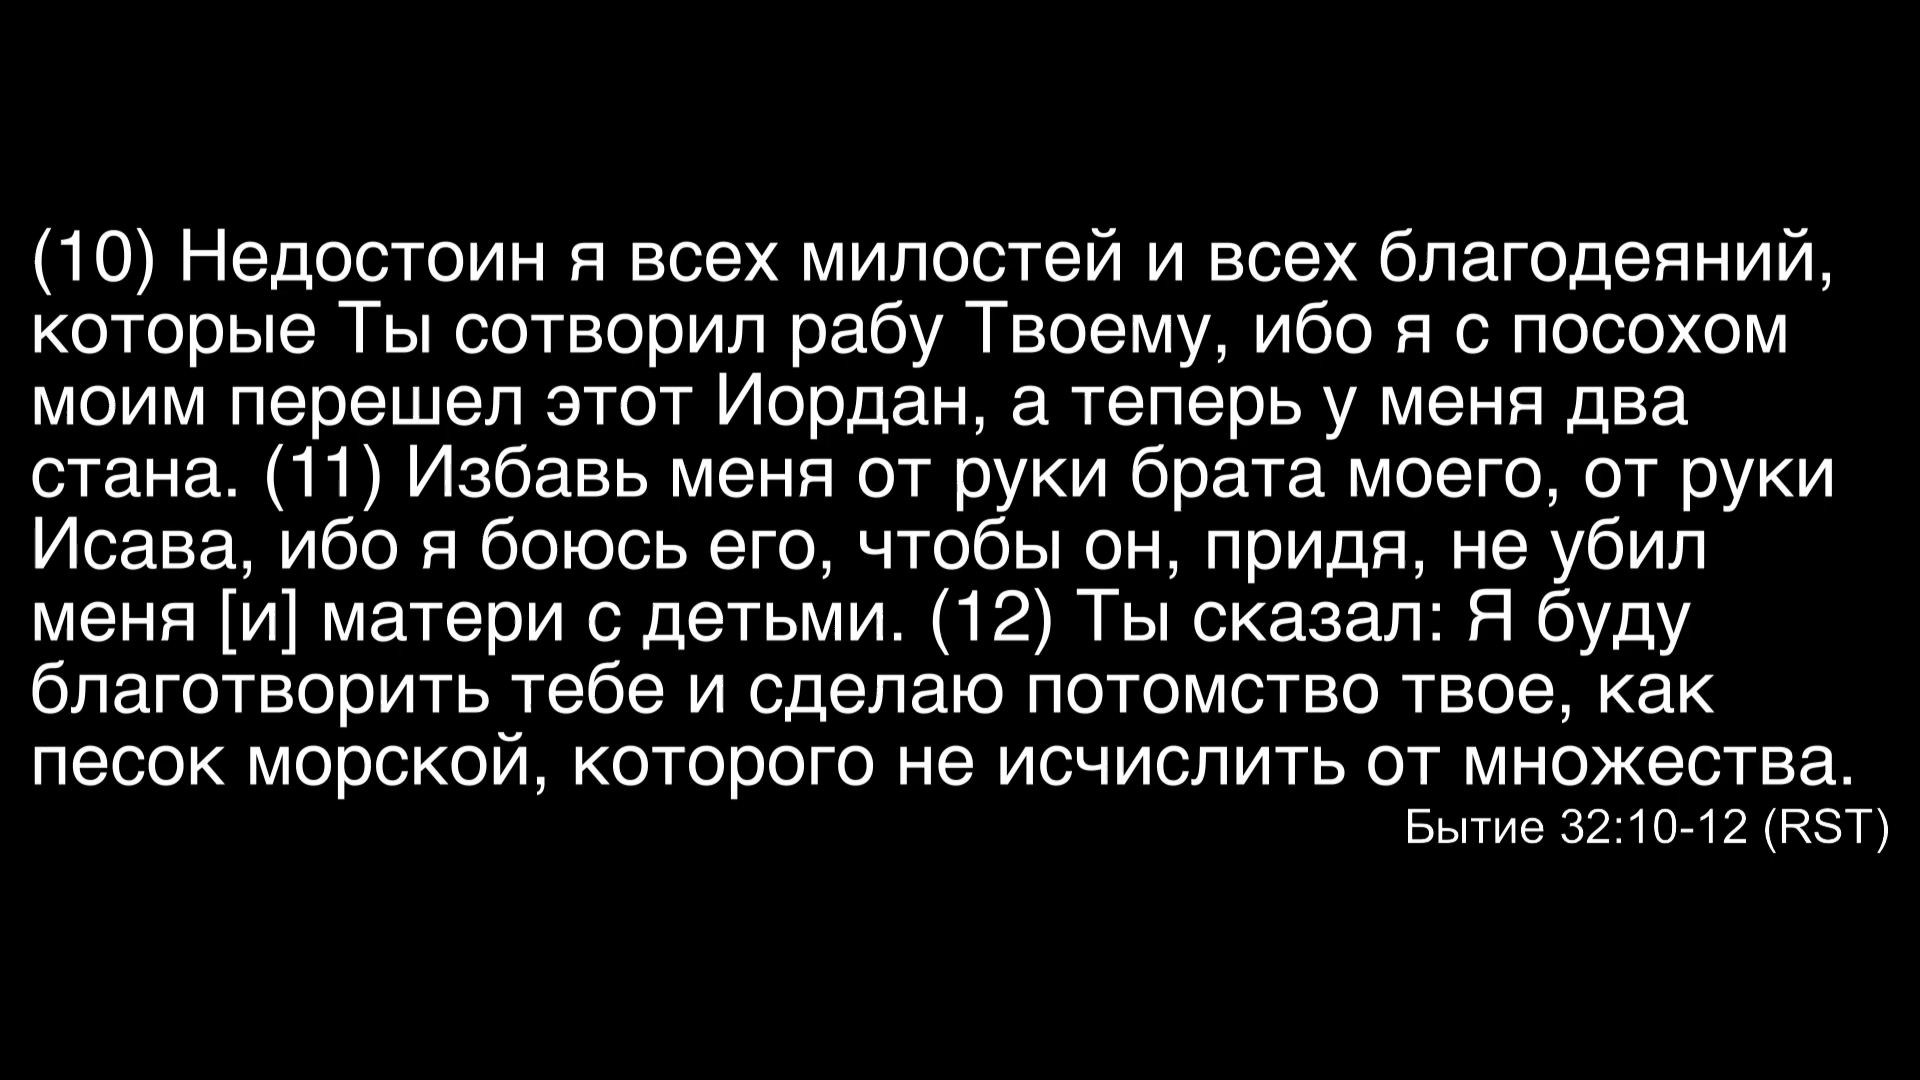 (10) Недостоин я всех милостей и всех благодеяний,
которые Ты сотворил рабу Твоему, ибо я с посохом
моим перешел этот Иордан, а теперь у меня два
стана. (11) Избавь меня от руки брата моего, от руки
Исава, ибо я боюсь его, чтобы он, придя, не убил
меня [и] матери с детьми. (12) Ты сказал: Я буду
благотворить тебе и сделаю потомство твое, как
песок морской, которого не исчислить от множества.
Бытие 32:10-12 (RST)